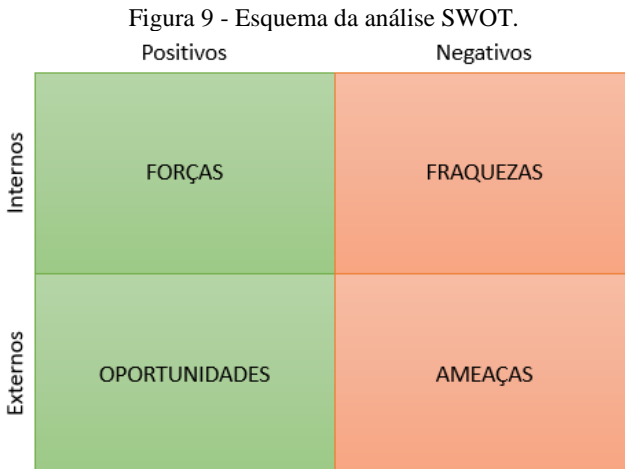 Figura 9 - Esquema da análise SWOT.
Positivos Negativos
Internos
FORÇAS FRAQUEZAS
Externos
OPORTUNIDADES AMEAÇAS